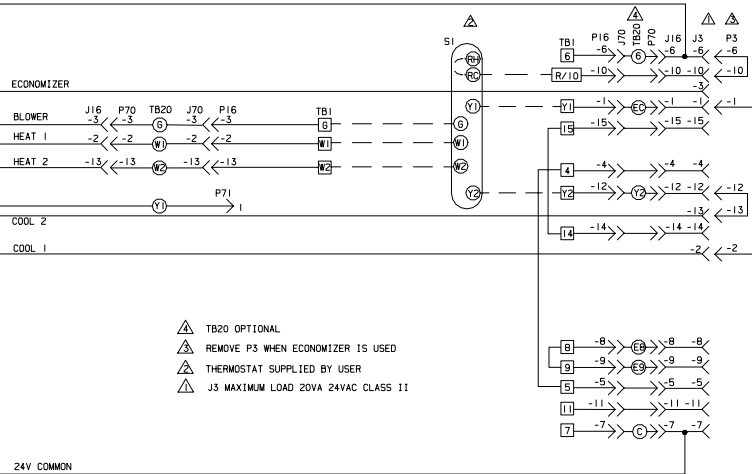 2 4 1 3
S1 TB1 P16 J70 TB20 P70 J16 J3 P3
RH 6 -6 6 -6 -6 -6
RC R/10 -10 -10 -10 -10
ECONOMIZER -3
J16 P70 TB20 J70 P16 TB1 Y1 Y1 -1 EC -1 -1 -1
BLOWER -3 -3 G -3 -3 G G 15 -15 -15 -15
HEAT 1 -2 -2 W1 -2 -2 W1 W1
HEAT 2 -13 -13 W2 -13 -13 W2 W2 4 -4 -4 -4
Y2 Y2 -12 Y2 -12 -12 -12
P71
Y1 1
COOL 2 -13 -13
14 -14 -14 -14
COOL 1 -2
4 TB20 OPTIONAL
3 REMOVE P3 WHEN ECONOMIZER IS USED
2 THERMOSTAT SUPPLIED BY USER
1 J3 MAXIMUM LOAD 20VA 24VAC CLASS II
8 -8 E8 -8 -8
9 -9 E9 -9 -9
5 -5 -5 -5
11 -11 -11 -11
7 -7 C -7 -7
24V COMMON